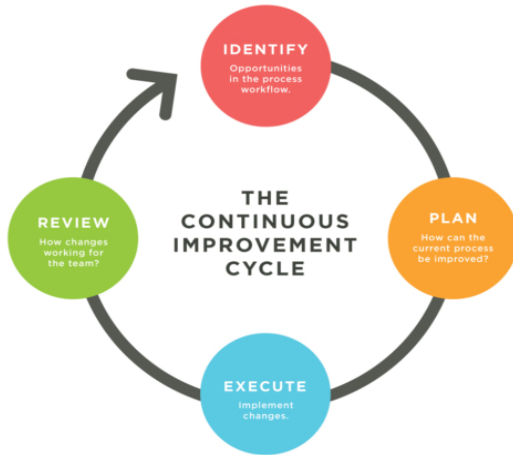 IDENTIFY
Opportunities
in the process
workflow.
THE
CONTINUOUS
IMPROVEMENT
CYCLE
PLAN
How can the
current process
be improved?
EXECUTE
Implement
changes.
REVIEW
How changes
working for
the team?